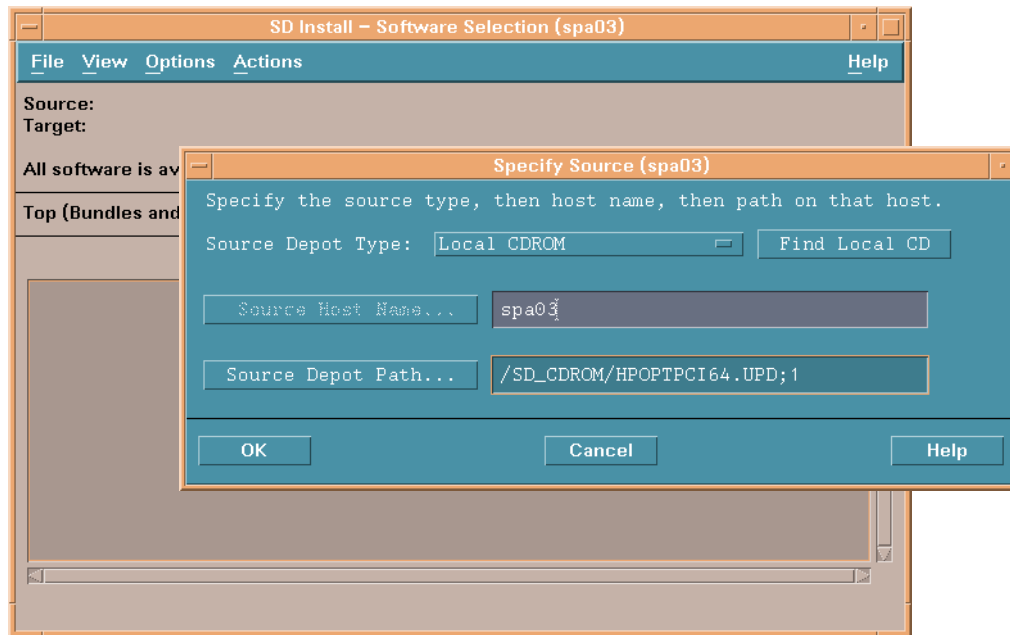 SD Install – Software Selection (spa03)
File View Options Actions Help
Source:
Target:
All software is av
Top (Bundles and
Specify Source (spa03)
Specify the source type, then host name, then path on that host.
Source Depot Type: Local CDROM Find Local CD
Source Host Name... spa03
Source Depot Path... /SD_CDROM/HPOPTPCI64.UPD;1
OK Cancel Help